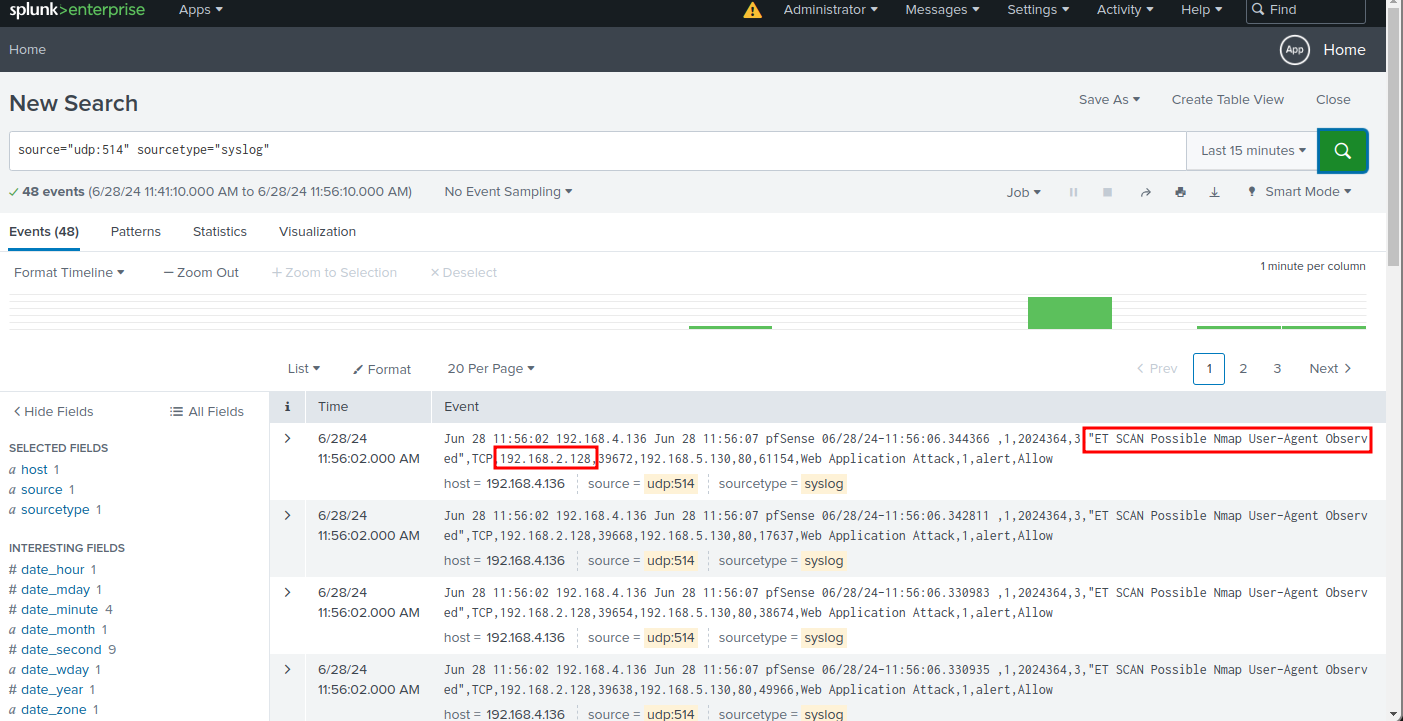 splunk>enterprise Apps Administrator Messages Settings Activity Help Find
Home App Home
New Search Save As Create Table View Close
source="udp:514" sourcetype="syslog" Last 15 minutes
48 events (6/28/24 11:41:10.000 AM to 6/28/24 11:56:10.000 AM) No Event Sampling Job Smart Mode
Events (48) Patterns Statistics Visualization
Format Timeline — Zoom Out + Zoom to Selection × Deselect 1 minute per column
List Format 20 Per Page < Prev 1 2 3 Next >
< Hide Fields All Fields i Time Event
SELECTED FIELDS
a host 1
a source 1
a sourcetype 1
INTERESTING FIELDS
# date_hour 1
# date_mday 1
# date_minute 4
a date_month 1
# date_second 9
a date_wday 1
# date_year 1
a date_zone 1
> 6/28/24 Jun 28 11:56:02 192.168.4.136 Jun 28 11:56:07 pfSense 06/28/24-11:56:06.344366 ,1,2024364,3,"ET SCAN Possible Nmap User-Agent Observ
11:56:02.000 AM ed",TCP,192.168.2.128,39672,192.168.5.130,80,61154,Web Application Attack,1,alert,Allow
host = 192.168.4.136 source = udp:514 sourcetype = syslog
> 6/28/24 Jun 28 11:56:02 192.168.4.136 Jun 28 11:56:07 pfSense 06/28/24-11:56:06.342811 ,1,2024364,3,"ET SCAN Possible Nmap User-Agent Observ
11:56:02.000 AM ed",TCP,192.168.2.128,39668,192.168.5.130,80,17637,Web Application Attack,1,alert,Allow
host = 192.168.4.136 source = udp:514 sourcetype = syslog
> 6/28/24 Jun 28 11:56:02 192.168.4.136 Jun 28 11:56:07 pfSense 06/28/24-11:56:06.330983 ,1,2024364,3,"ET SCAN Possible Nmap User-Agent Observ
11:56:02.000 AM ed",TCP,192.168.2.128,39654,192.168.5.130,80,38674,Web Application Attack,1,alert,Allow
host = 192.168.4.136 source = udp:514 sourcetype = syslog
> 6/28/24 Jun 28 11:56:02 192.168.4.136 Jun 28 11:56:07 pfSense 06/28/24-11:56:06.330935 ,1,2024364,3,"ET SCAN Possible Nmap User-Agent Observ
11:56:02.000 AM ed",TCP,192.168.2.128,39638,192.168.5.130,80,49966,Web Application Attack,1,alert,Allow
host = 192.168.4.136 source = udp:514 sourcetype = syslog